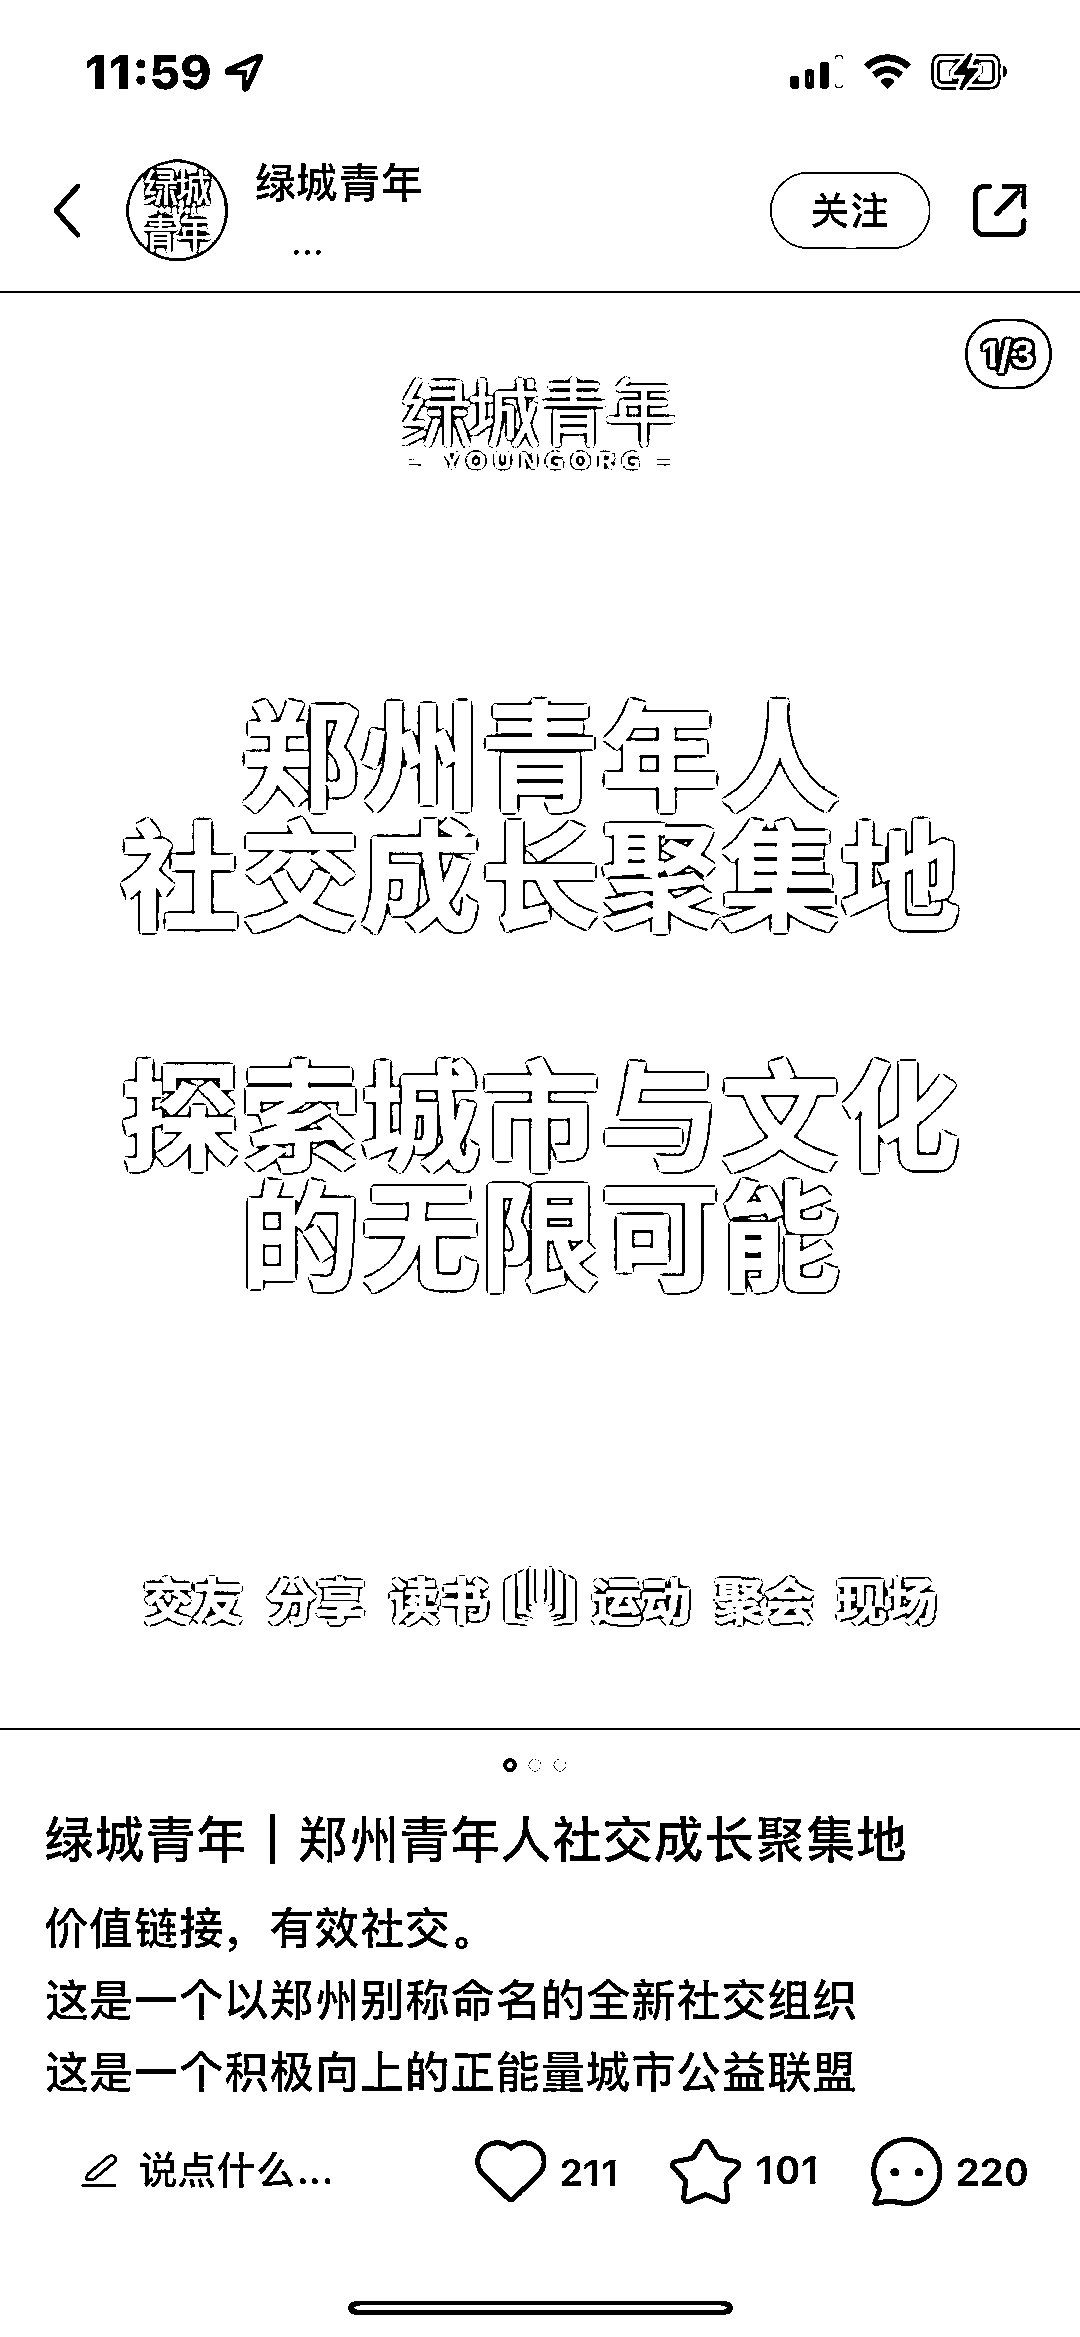 11:59
绿城青年
绿城
青年
...
关注
1/3
绿城青年
YOUNGORG
郑州青年人
社交成长聚集地
探索城市与文化
的无限可能
交友 分享 读书 运动 聚会 现场
绿城青年｜郑州青年人社交成长聚集地
价值链接，有效社交。
这是一个以郑州别称命名的全新社交组织
这是一个积极向上的正能量城市公益联盟
说点什么...
211
101
220